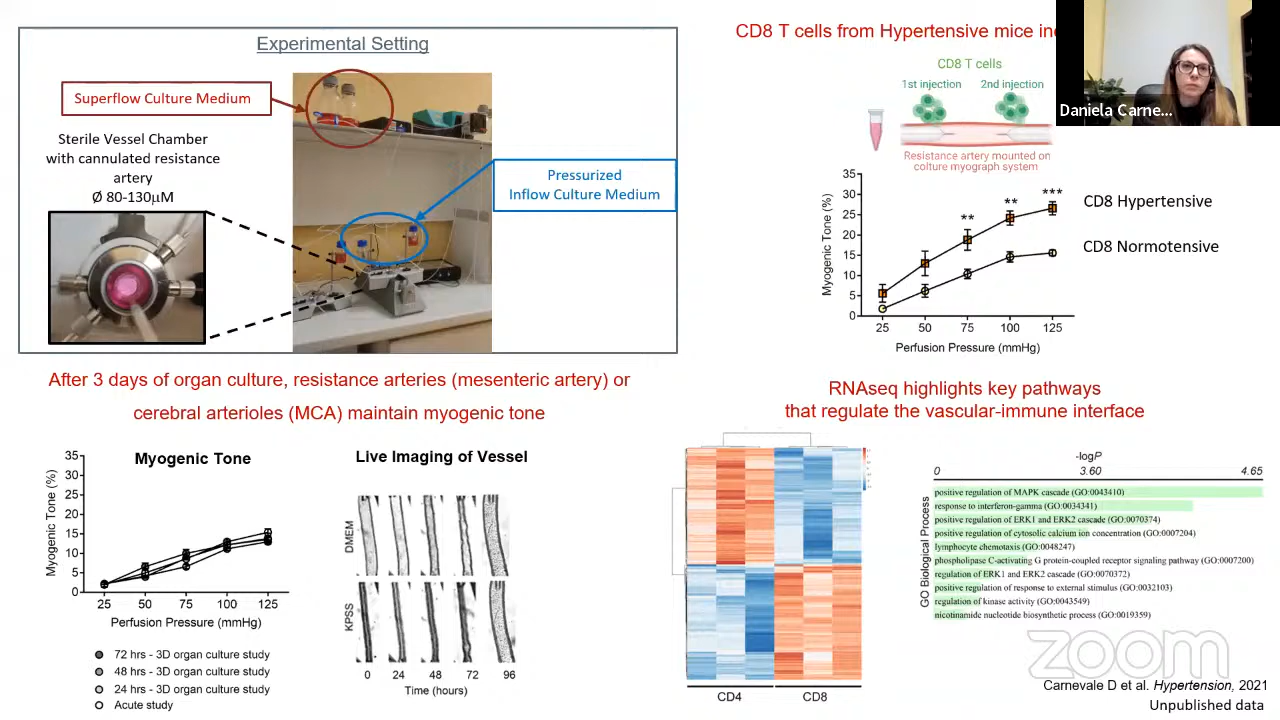 Experimental Setting
Superflow Culture Medium
Sterile Vessel Chamber
with cannulated resistance
artery
Ø 80-130µM
Pressurized
Inflow Culture Medium
CD8 T cells from Hypertensive mice
Daniela Carne...
CD8 T cells
1st injection
2nd injection
Resistance artery mounted on
culture myograph system
Myogenic Tone (%)
35
30
25
20
15
10
5
0
** ** ***
25 50 75 100 125
Perfusion Pressure (mmHg)
CD8 Hypertensive
CD8 Normotensive
After 3 days of organ culture, resistance arteries (mesenteric artery) or
cerebral arterioles (MCA) maintain myogenic tone
Myogenic Tone
Myogenic Tone (%)
35
30
25
20
15
10
5
0
25 50 75 100 125
Perfusion Pressure (mmHg)
72 hrs - 3D organ culture study
48 hrs - 3D organ culture study
24 hrs - 3D organ culture study
Acute study
Live Imaging of Vessel
DMEM
KPSS
0 24 48 72 96
Time (hours)
RNAseq highlights key pathways
that regulate the vascular-immune interface
CD4 CD8
-logP
0 3.60 4.65
GO Biological Process
positive regulation of MAPK cascade (GO:0043410)
response to interferon-gamma (GO:0034341)
positive regulation of ERK1 and ERK2 cascade (GO:0070374)
positive regulation of cytosolic calcium ion concentration (GO:0007204)
lymphocyte chemotaxis (GO:0048247)
phospholipase C-activating G protein-coupled receptor signaling pathway (GO:0007200)
regulation of ERK1 and ERK2 cascade (GO:0070372)
positive regulation of response to external stimulus (GO:0032103)
regulation of kinase activity (GO:0043549)
nicotinamide nucleotide biosynthetic process (GO:0019359)
zoom
Carnevale D et al. Hypertension, 2021
Unpublished data